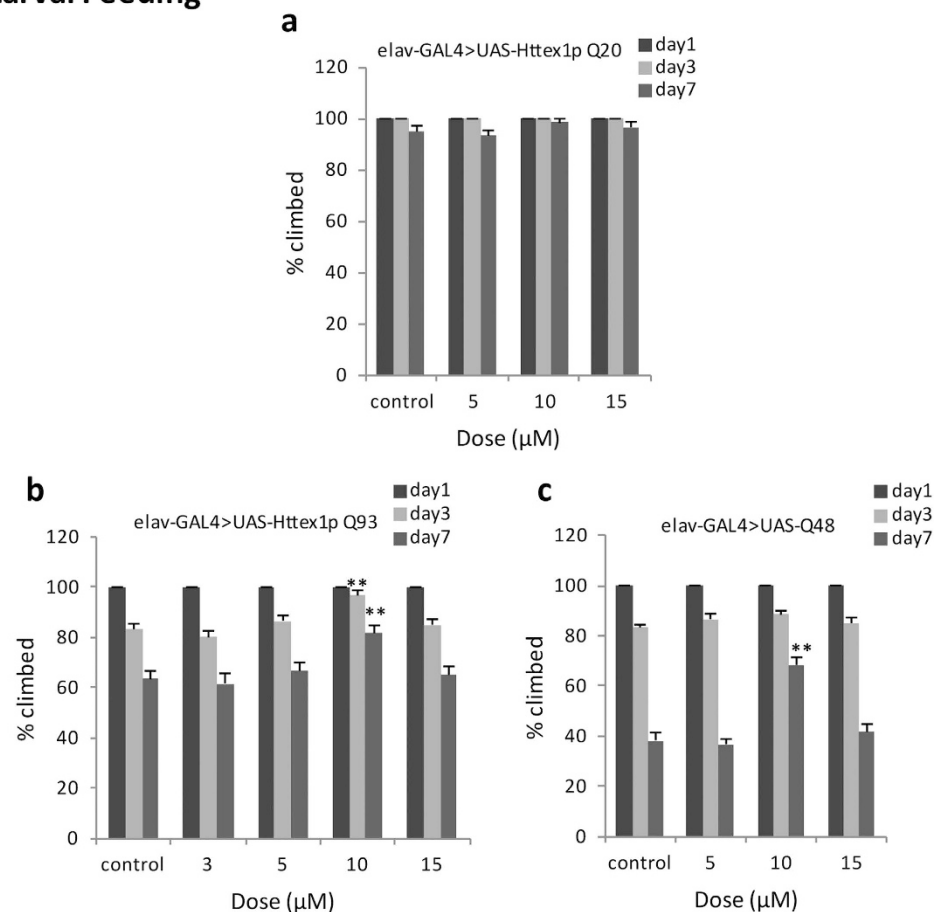 a
elav-GAL4>UAS-Httex1p Q20
day1
day3
day7
120
100
80
60
40
20
0
% climbed
control 5 10 15
Dose (µM)
b
elav-GAL4>UAS-Httex1p Q93
day1
day3
day7
120
100
80
60
40
20
0
% climbed
** **
control 3 5 10 15
Dose (µM)
c
elav-GAL4>UAS-Q48
day1
day3
day7
120
100
80
60
40
20
0
% climbed
**
control 5 10 15
Dose (µM)